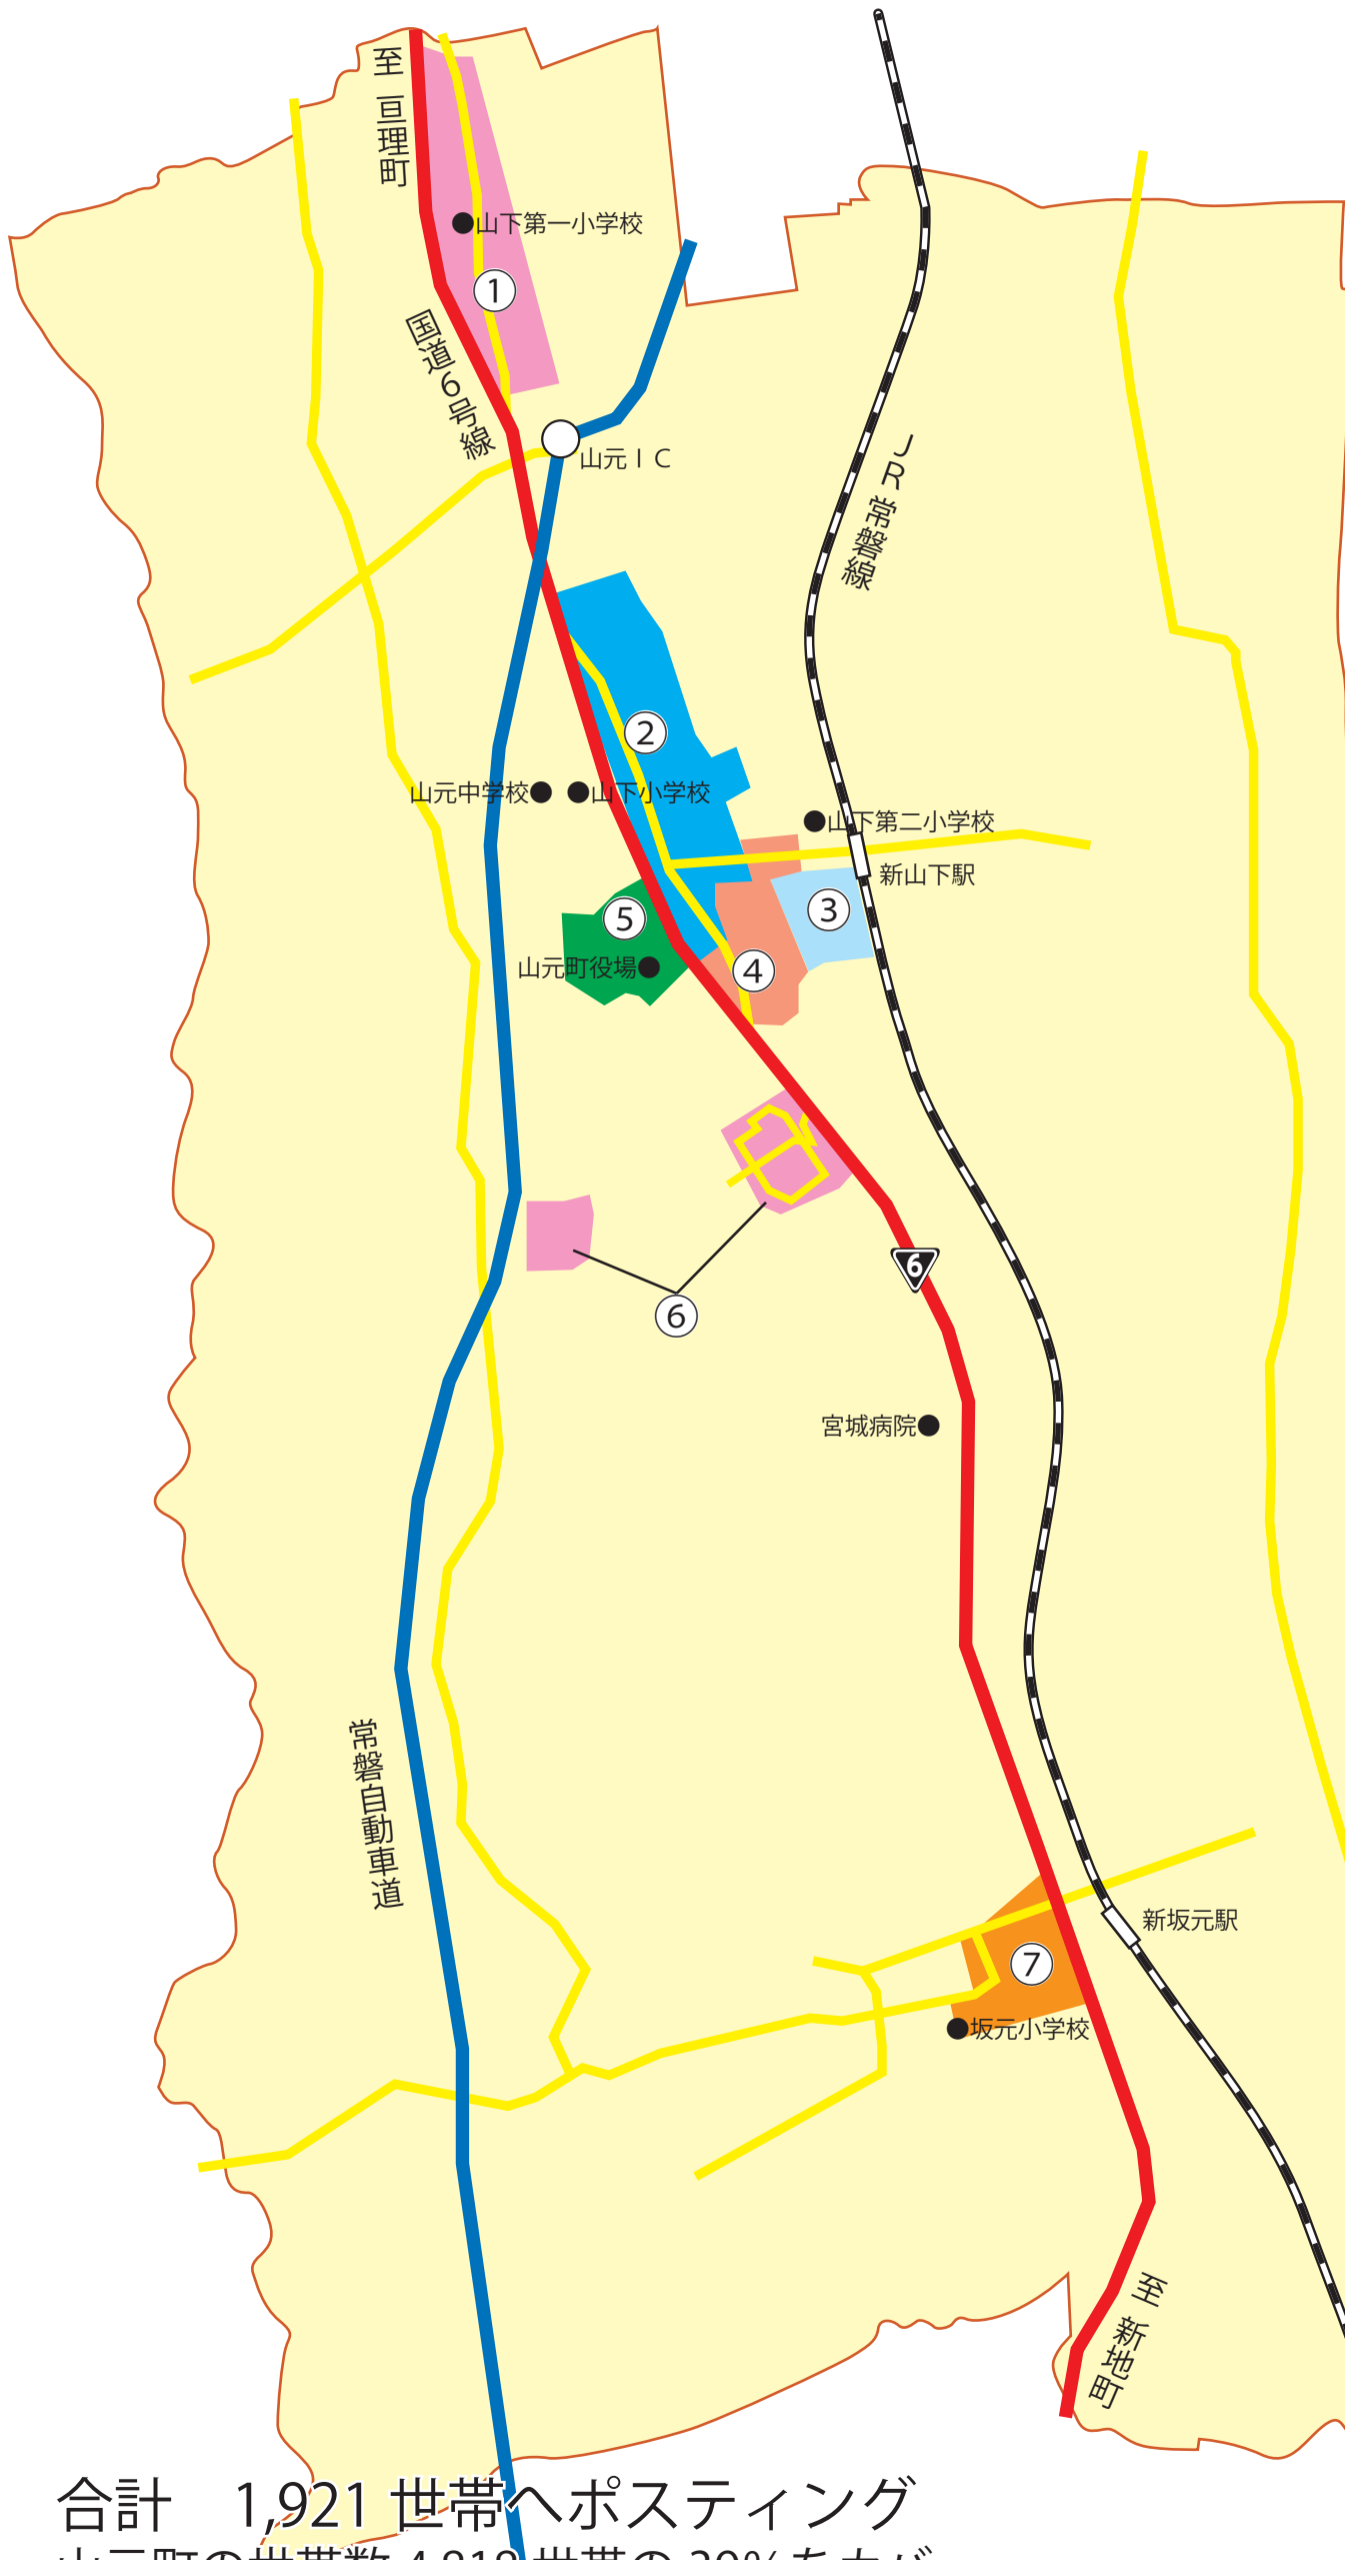 至 亘理町
山下第一小学校
①
国道6号線
山元IC
JR常磐線
②
山元中学校
山下小学校
山下第二小学校
新山下駅
③
⑤
④
山元町役場
6
⑥
宮城病院
常磐自動車道
新坂元駅
⑦
坂元小学校
至 新地町
合計 1,921 世帯へポスティング